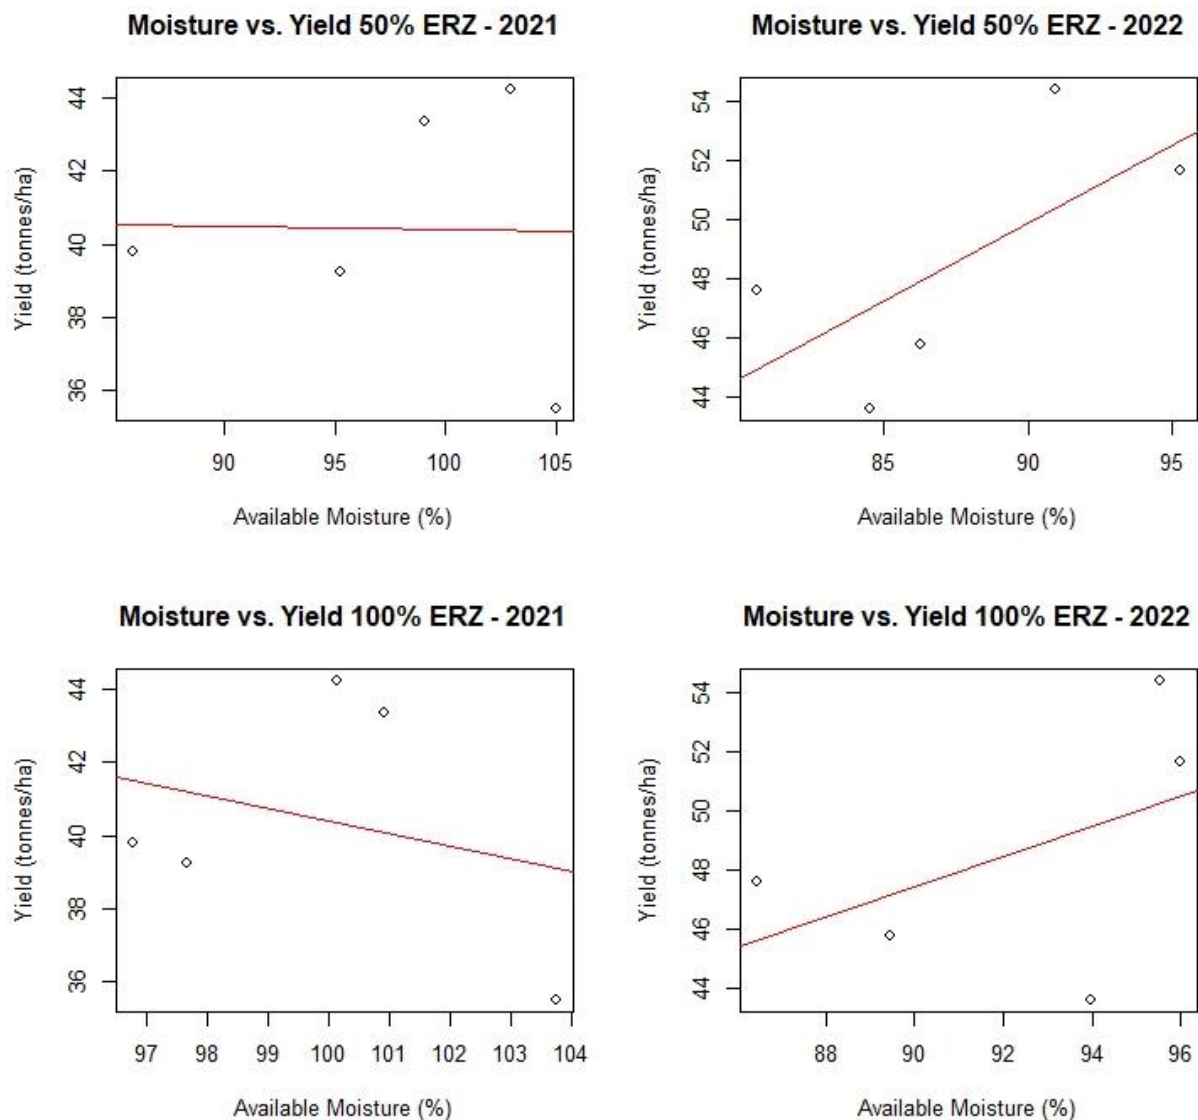 Moisture vs. Yield 50% ERZ - 2021
Yield (tonnes/ha)
44
42
40
38
36
90 95 100 105
Available Moisture (%)
Moisture vs. Yield 50% ERZ - 2022
Yield (tonnes/ha)
54
52
50
48
46
44
85 90 95
Available Moisture (%)
Moisture vs. Yield 100% ERZ - 2021
Yield (tonnes/ha)
44
42
40
38
36
97 98 99 100 101 102 103 104
Available Moisture (%)
Moisture vs. Yield 100% ERZ - 2022
Yield (tonnes/ha)
54
52
50
48
46
44
88 90 92 94 96
Available Moisture (%)